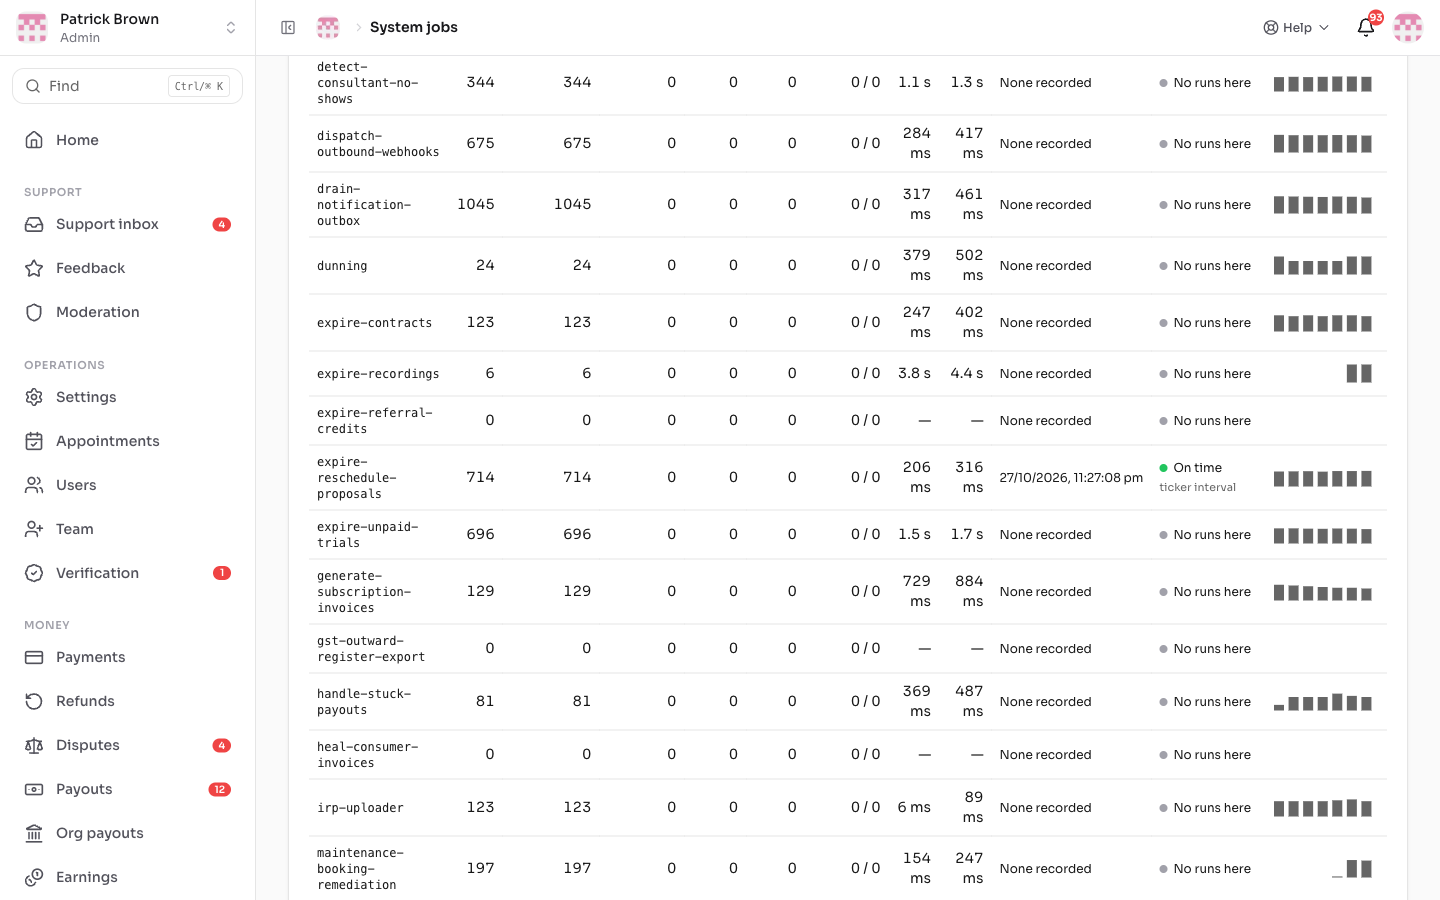 Patrick Brown
Admin
System jobs
Help
93
Find
Ctrl/⌘ K
Home
SUPPORT
Support inbox 4
Feedback
Moderation
OPERATIONS
Settings
Appointments
Users
Team
Verification 1
MONEY
Payments
Refunds
Disputes 4
Payouts 12
Org payouts
Earnings
detect-
consultant-no-
shows
344 344 0 0 0 0 / 0 1.1 s 1.3 s None recorded No runs here
dispatch-
outbound-webhooks
675 675 0 0 0 0 / 0 284 ms 417 ms None recorded No runs here
drain-
notification-
outbox
1045 1045 0 0 0 0 / 0 317 ms 461 ms None recorded No runs here
dunning 24 24 0 0 0 0 / 0 379 ms 502 ms None recorded No runs here
expire-contracts 123 123 0 0 0 0 / 0 247 ms 402 ms None recorded No runs here
expire-recordings 6 6 0 0 0 0 / 0 3.8 s 4.4 s None recorded No runs here
expire-referral-
credits
0 0 0 0 0 0 / 0 — — None recorded No runs here
expire-
reschedule-
proposals
714 714 0 0 0 0 / 0 206 ms 316 ms 27/10/2026, 11:27:08 pm On time
ticker interval
expire-unpaid-
trials
696 696 0 0 0 0 / 0 1.5 s 1.7 s None recorded No runs here
generate-
subscription-
invoices
129 129 0 0 0 0 / 0 729 ms 884 ms None recorded No runs here
gst-outward-
register-export
0 0 0 0 0 0 / 0 — — None recorded No runs here
handle-stuck-
payouts
81 81 0 0 0 0 / 0 369 ms 487 ms None recorded No runs here
heal-consumer-
invoices
0 0 0 0 0 0 / 0 — — None recorded No runs here
irp-uploader 123 123 0 0 0 0 / 0 6 ms 89 ms None recorded No runs here
maintenance-
booking-
remediation
197 197 0 0 0 0 / 0 154 ms 247 ms None recorded No runs here